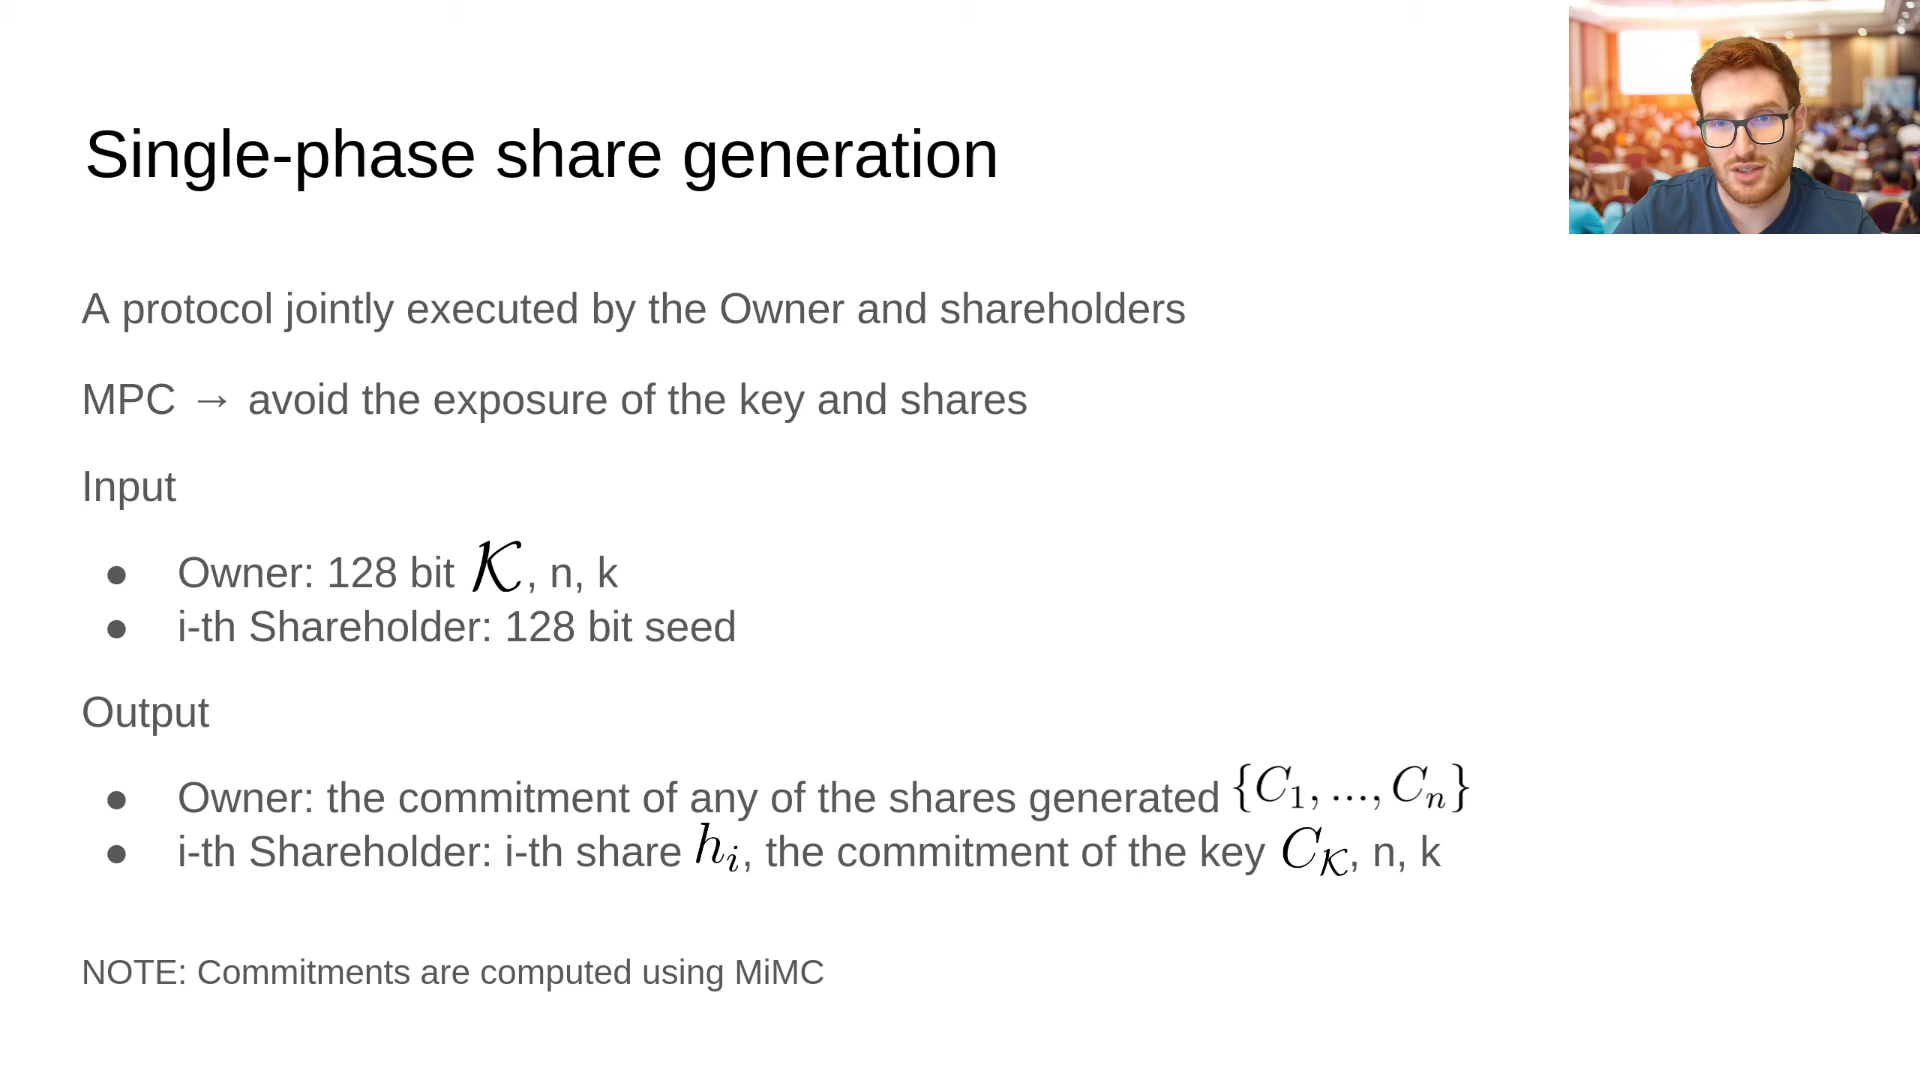 Single-phase share generation
A protocol jointly executed by the Owner and shareholders
MPC → avoid the exposure of the key and shares
Input
● Owner: 128 bit 𝒦, n, k
● i-th Shareholder: 128 bit seed
Output
● Owner: the commitment of any of the shares generated {C₁, ..., Cₙ}
● i-th Shareholder: i-th share hᵢ, the commitment of the key C_𝒦, n, k
NOTE: Commitments are computed using MiMC